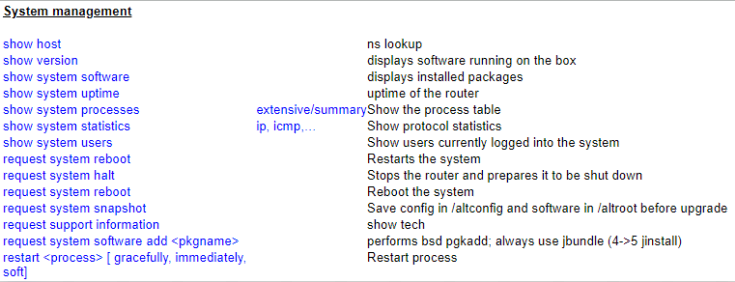 System management
show host ns lookup
show version displays software running on the box
show system software displays installed packages
show system uptime uptime of the router
show system processes extensive/summary Show the process table
show system statistics ip, icmp,... Show protocol statistics
show system users Show users currently logged into the system
request system reboot Restarts the system
request system halt Stops the router and prepares it to be shut down
request system reboot Reboot the system
request system snapshot Save config in /altconfig and software in /altroot before upgrade
request support information show tech
request system software add <pkgname> performs bsd pgkadd; always use jbundle (4->5 jinstall)
restart <process> [ gracefully, immediately, Restart process
soft]